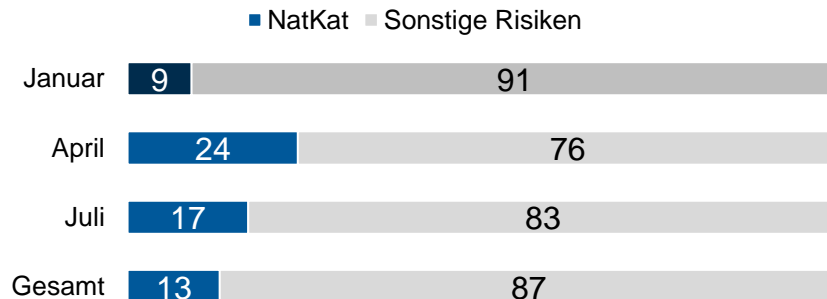 NatKat Sonstige Risiken
Januar 9 91
April 24 76
Juli 17 83
Gesamt 13 87